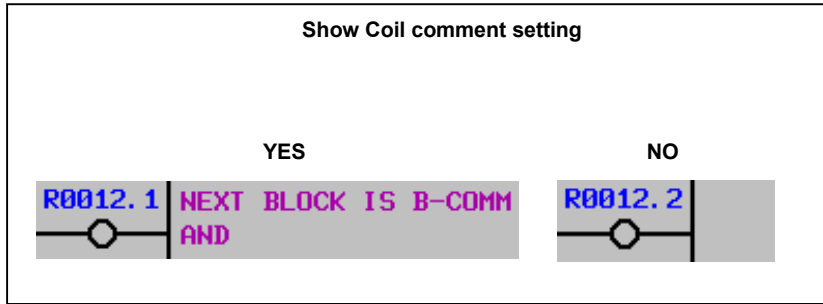 Show Coil comment setting
YES NO
R0012.1 NEXT BLOCK IS B-COMM R0012.2
AND